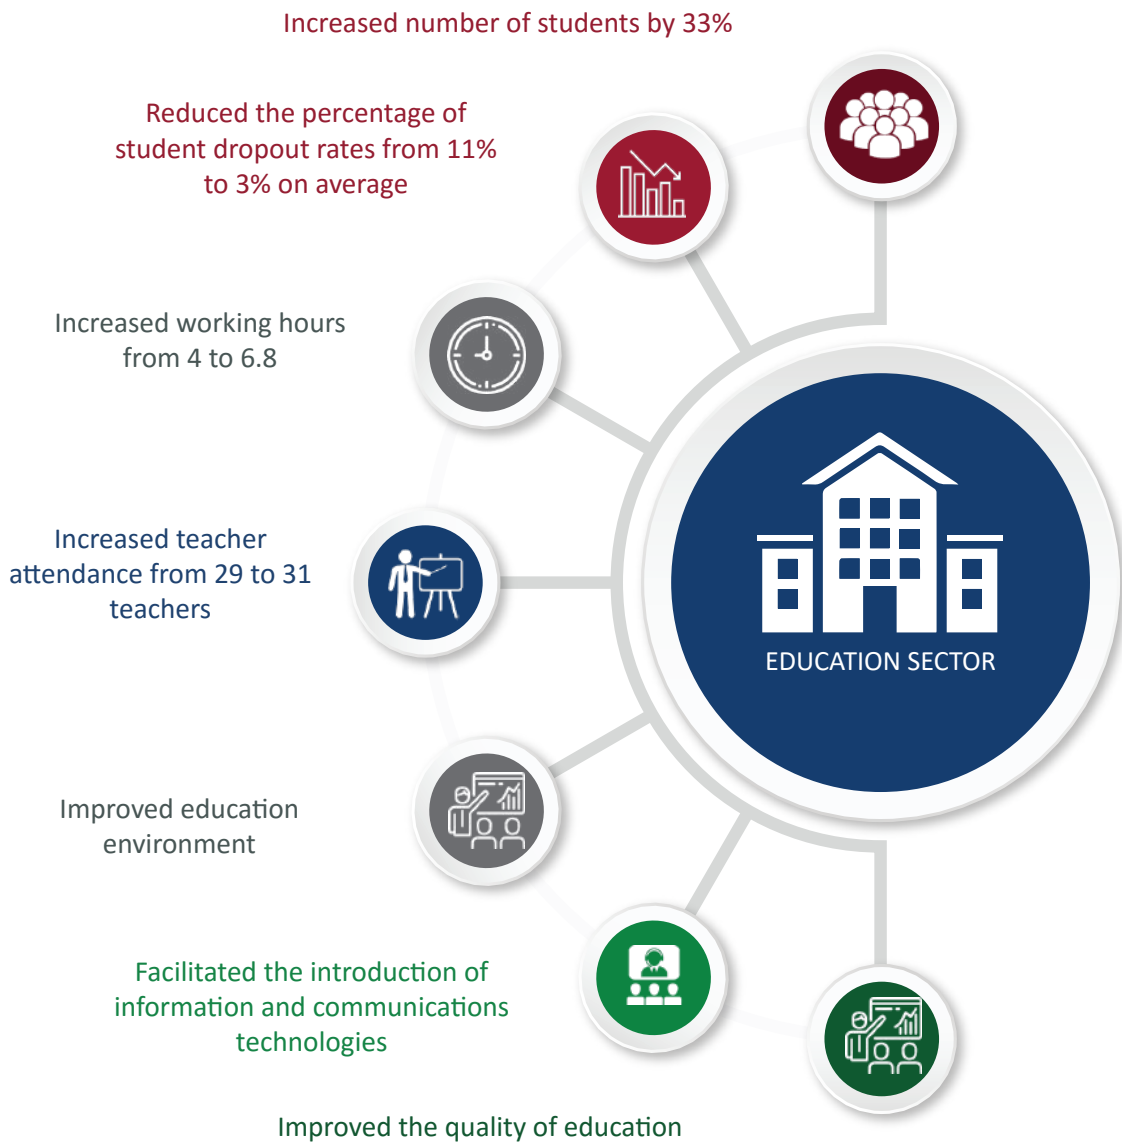 Increased number of students by 33%
Reduced the percentage of
student dropout rates from 11%
to 3% on average
Increased working hours
from 4 to 6.8
Increased teacher
attendance from 29 to 31
teachers
EDUCATION SECTOR
Improved education
environment
Facilitated the introduction of
information and communications
technologies
Improved the quality of education